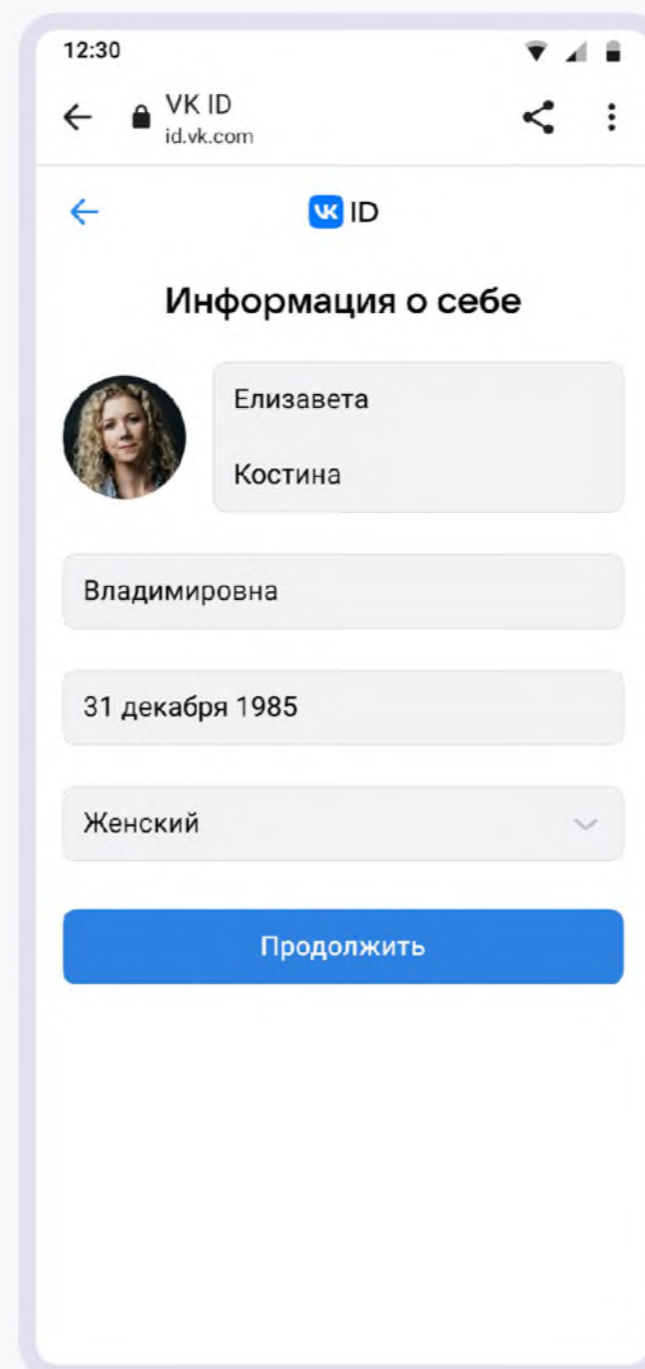 12:30
VK ID
id.vk.com
VK ID
Информация о себе
Елизавета
Костина
Владимировна
31 декабря 1985
Женский
Продолжить